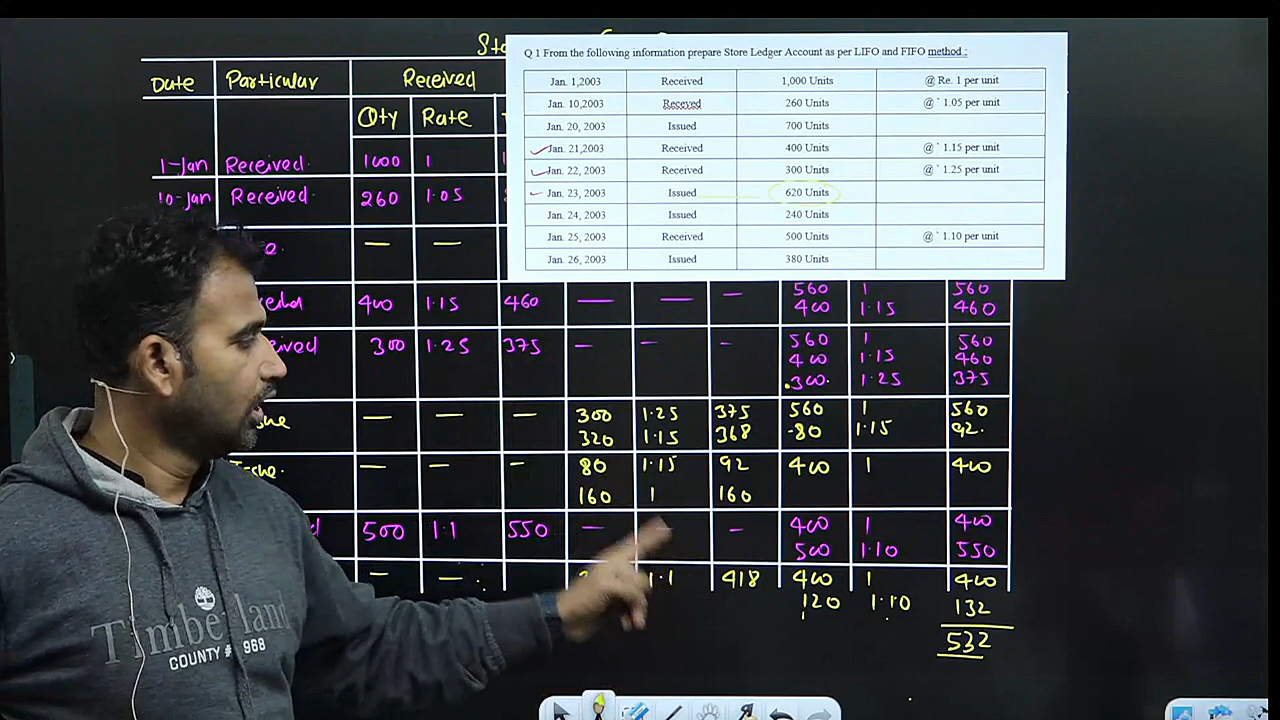 St
Q 1 From the following information prepare Store Ledger Account as per LIFO and FIFO method :
Jan. 1,2003 Received 1,000 Units @ Re. 1 per unit
Jan. 10,2003 Receved 260 Units @ ` 1.05 per unit
Jan. 20, 2003 Issued 700 Units
Jan. 21,2003 Received 400 Units @ ` 1.15 per unit
Jan. 22, 2003 Received 300 Units @ ` 1.25 per unit
Jan. 23, 2003 Issued 620 Units
Jan. 24, 2003 Issued 240 Units
Jan. 25, 2003 Received 500 Units @ ` 1.10 per unit
Jan. 26, 2003 Issued 380 Units
Date Particular Received
Qty Rate
1-Jan Received. 1000 1
10-Jan Received. 260 1.05
— —
560 1 560
400 1.15 460 — — — 400 1.15 460
300 1.25 375 — — — 560 1 560
400 1.15 460
300. 1.25 375
— — — 300 1.25 375 560 1 560
320 1.15 368 80 1.15 92.
Issue. — — — 80 1.15 92 400 1 400
160 1 160
500 1.1 550 — — — 400 1 400
500 1.10 550
— — 1.1 418 400 1 400
120 1.10 132
532
Timberland
COUNTY # 968